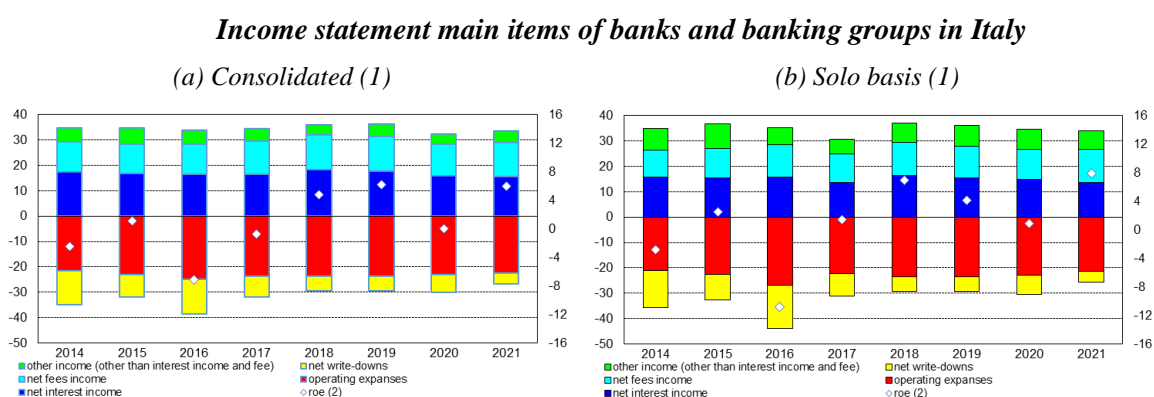 Income statement main items of banks and banking groups in Italy
(a) Consolidated (1)
(b) Solo basis (1)
40 16
30 12
20 8
10 4
0 0
-10 -4
-20 -8
-30 -12
-40 -16
-50
2014 2015 2016 2017 2018 2019 2020 2021
other income (other than interest income and fee) net write-downs
net fees income operating expanses
net interest income roe (2)
40 16
30 12
20 8
10 4
0 0
-10 -4
-20 -8
-30 -12
-40 -16
-50
2014 2015 2016 2017 2018 2019 2020 2021
other income (other than interest income and fee) net write-downs
net fees income operating expanses
net interest income roe (2)